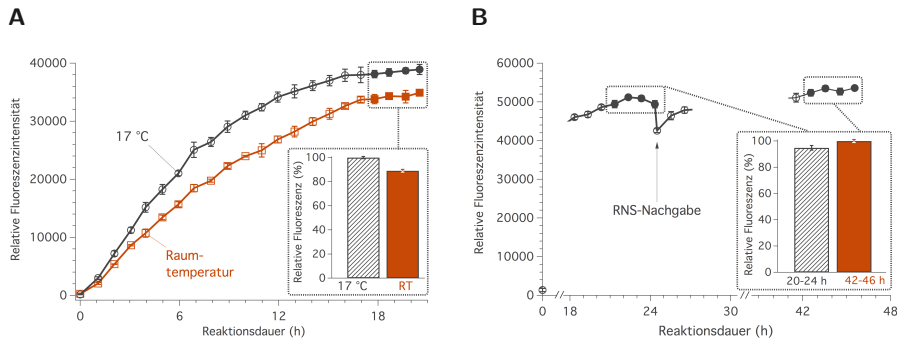 A
Relative Fluoreszenzintensität
40000
30000
20000
10000
0
17 °C
Raum-
temperatur
Relative Fluoreszenz (%)
100
80
60
40
20
0
17 °C RT
0 6 12 18
Reaktionsdauer (h)
B
Relative Fluoreszenzintensität
60000
50000
40000
30000
20000
10000
0
RNS-Nachgabe
Relative Fluoreszenz (%)
100
80
60
40
20
0
20-24 h 42-46 h
0 18 24 30 42 48
Reaktionsdauer (h)